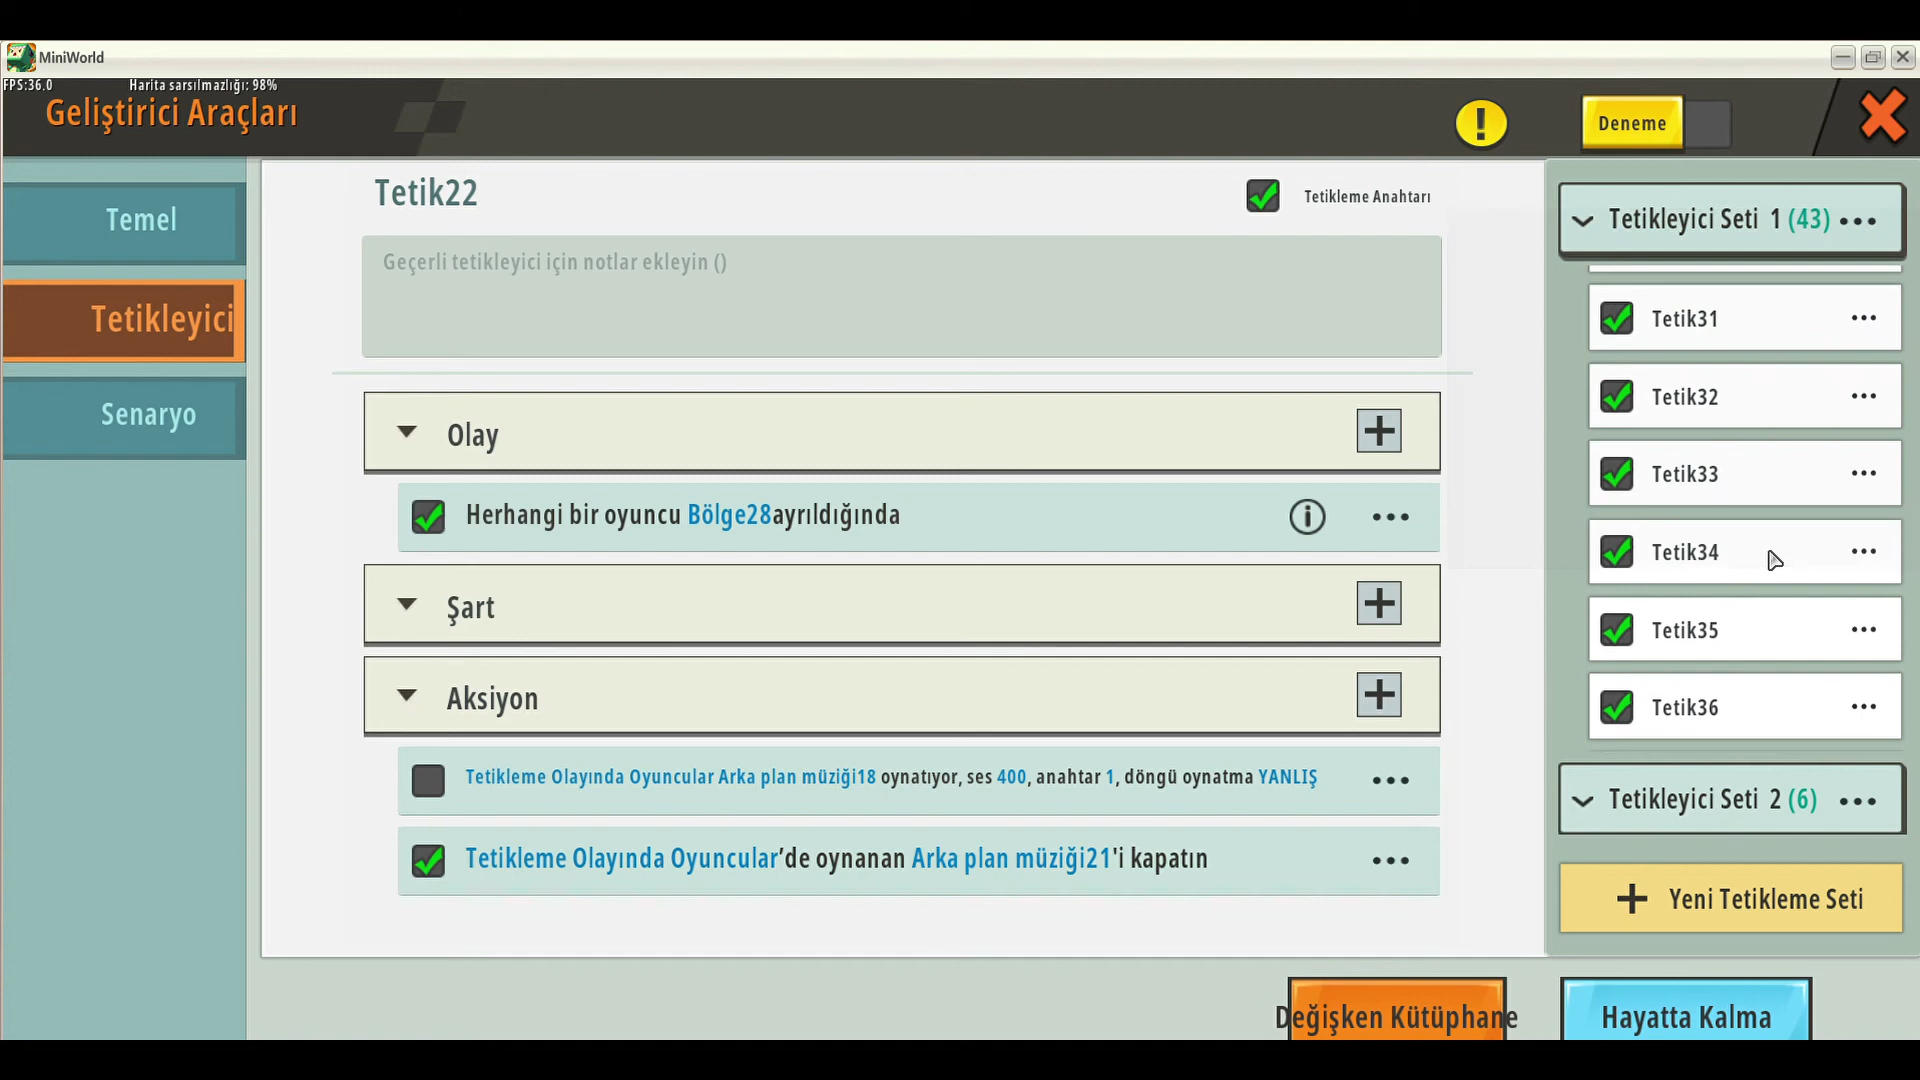 MiniWorld
FPS:36.0 Harita sarsılmazlığı: 98%
Geliştirici Araçları
Deneme
Temel
Tetikleyici
Senaryo
Tetik22
Tetikleme Anahtarı
Geçerli tetikleyici için notlar ekleyin ()
Olay
Herhangi bir oyuncu Bölge28ayrıldığında
Şart
Aksiyon
Tetikleme Olayında Oyuncular Arka plan müziği18 oynatıyor, ses 400, anahtar 1, döngü oynatma YANLIŞ
Tetikleme Olayında Oyuncular'de oynanan Arka plan müziği21'i kapatın
Tetikleyici Seti 1 (43)
Tetik31
Tetik32
Tetik33
Tetik34
Tetik35
Tetik36
Tetikleyici Seti 2 (6)
Yeni Tetikleme Seti
Değişken Kütüphane
Hayatta Kalma